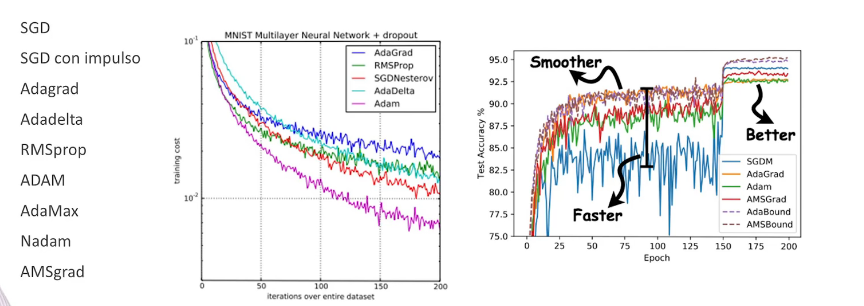 SGD
SGD con impulso
Adagrad
Adadelta
RMSprop
ADAM
AdaMax
Nadam
AMSgrad
MNIST Multilayer Neural Network + dropout
10⁻¹
10⁻²
training cost
AdaGrad
RMSProp
SGDNesterov
AdaDelta
Adam
0
50
100
150
200
iterations over entire dataset
95.0
92.5
90.0
87.5
85.0
82.5
80.0
77.5
75.0
Test Accuracy %
Smoother
Better
Faster
SGDM
AdaGrad
Adam
AMSGrad
AdaBound
AMSBound
0
25
50
75
100
125
150
175
200
Epoch